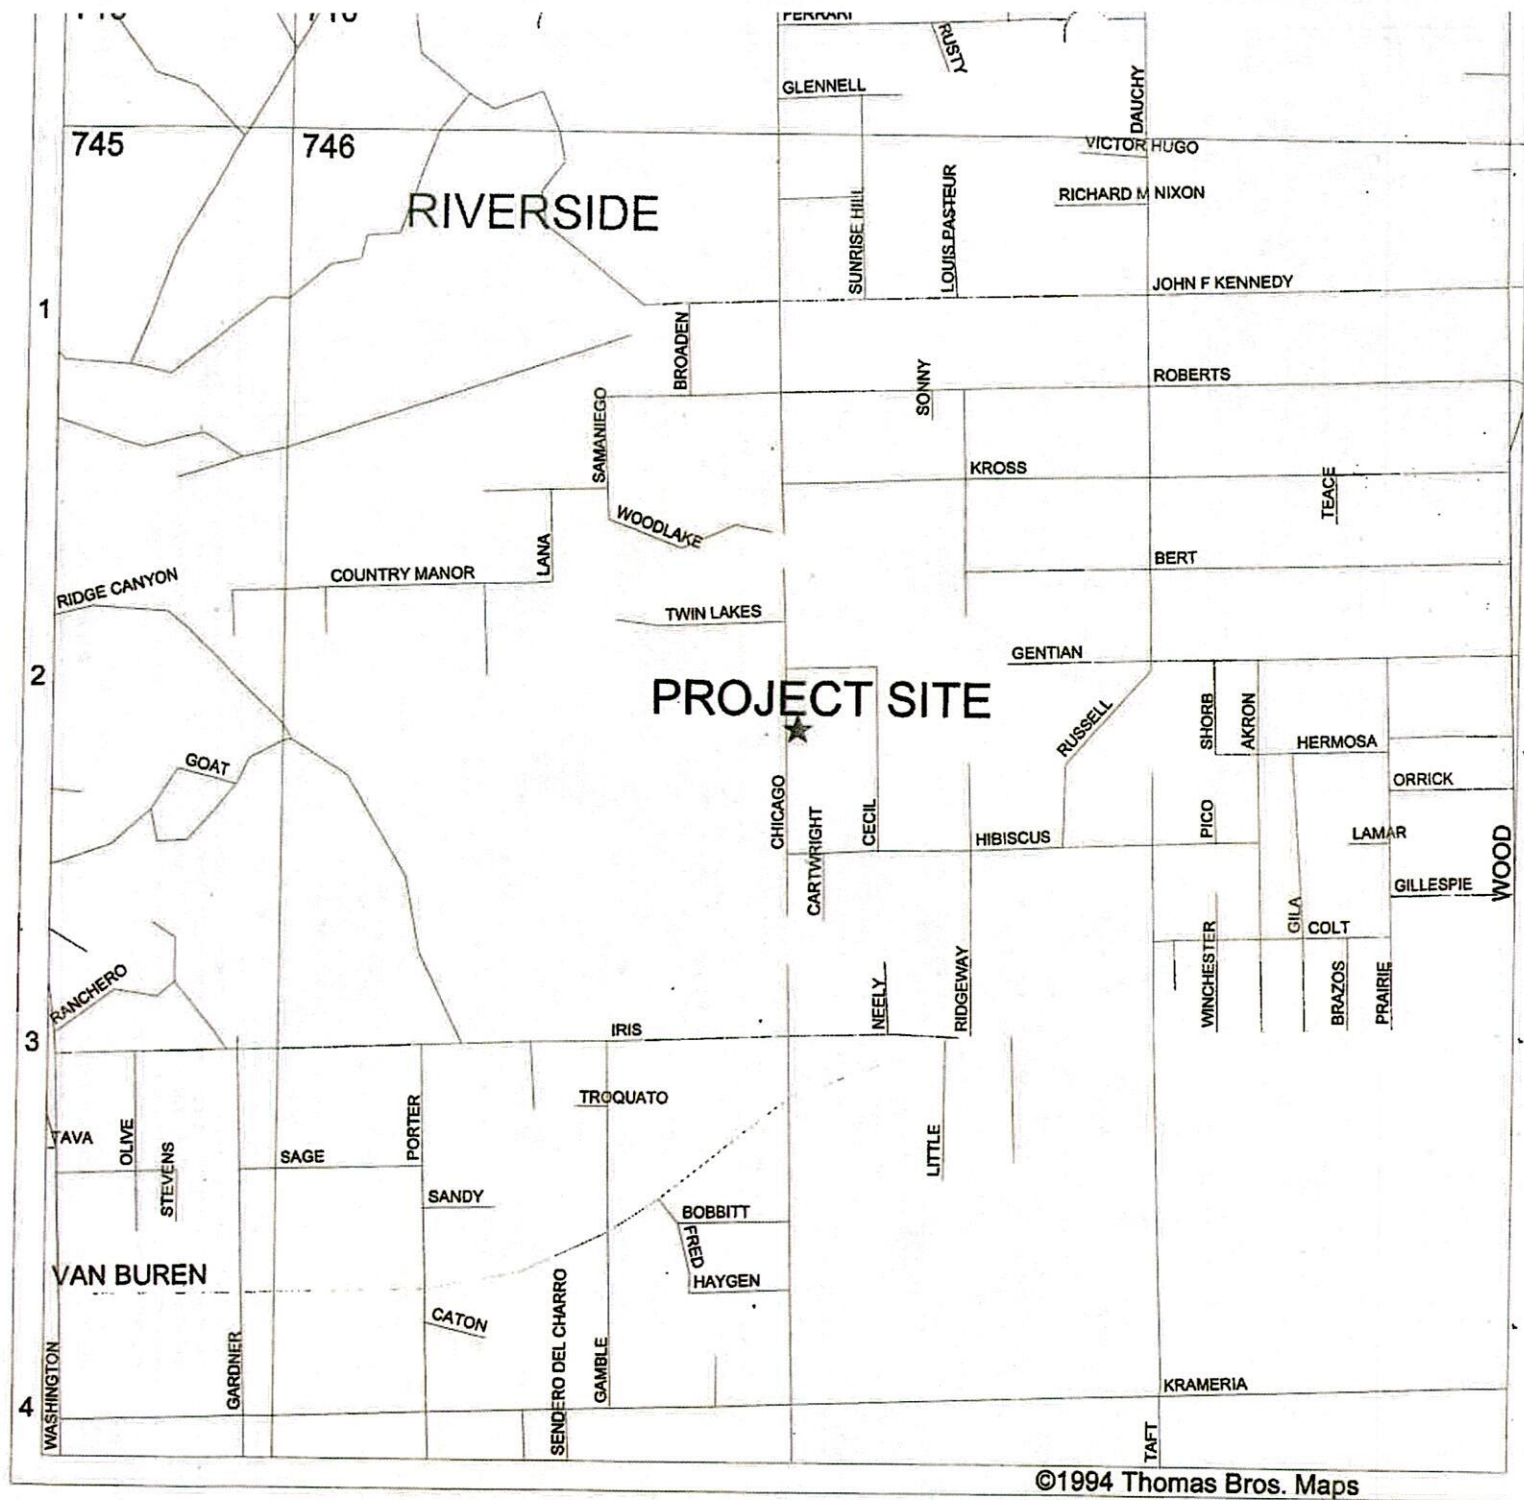 FERRARI
RUSTY
GLENNELL
DAUCHY
745
746
VICTOR HUGO
RIVERSIDE
SUNRISE HILL
LOUIS PASTEUR
RICHARD M NIXON
1
JOHN F KENNEDY
BROADEN
SAMANIEGO
SONNY
ROBERTS
KROSS
TEACE
WOODLAKE
LANA
BERT
RIDGE CANYON
COUNTRY MANOR
TWIN LAKES
2
GENTIAN
PROJECT SITE
RUSSELL
SHORB
AKRON
HERMOSA
GOAT
ORRICK
CHICAGO
CARTWRIGHT
CECIL
HIBISCUS
PICO
LAMAR
WOOD
GILLESPIE
GILA
COLT
WINCHESTER
BRAZOS
PRAIRIE
RANCHERO
NEELY
RIDGEWAY
3
IRIS
TROQUATO
TAVA
OLIVE
STEVENS
SAGE
PORTER
LITTLE
SANDY
BOBBITT
FRED
VAN BUREN
HAYGEN
CATON
SENDERO DEL CHARRO
GAMBLE
WASHINGTON
GARDNER
4
KRAMERIA
TAFT
©1994 Thomas Bros. Maps